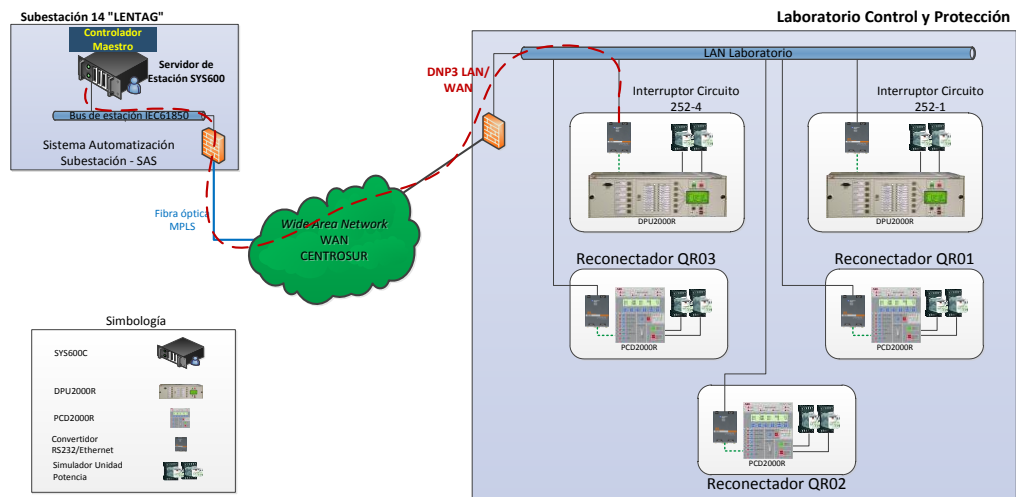 Subestación 14 "LENTAG"
Controlador
Maestro
Servidor de
Estación SYS600
Bus de estación IEC61850
Sistema Automatización
Subestación - SAS
Fibra óptica
MPLS
Wide Area Network
WAN
CENTROSUR
DNP3 LAN/
WAN
Laboratorio Control y Protección
LAN Laboratorio
Interruptor Circuito
252-4
DPU2000R
Interruptor Circuito
252-1
DPU2000R
Reconectador QR03
PCD2000R
Reconectador QR01
PCD2000R
PCD2000R
Reconectador QR02
Simbología
SYS600C
DPU2000R
PCD2000R
Convertidor
RS232/Ethernet
Simulador Unidad
Potencia